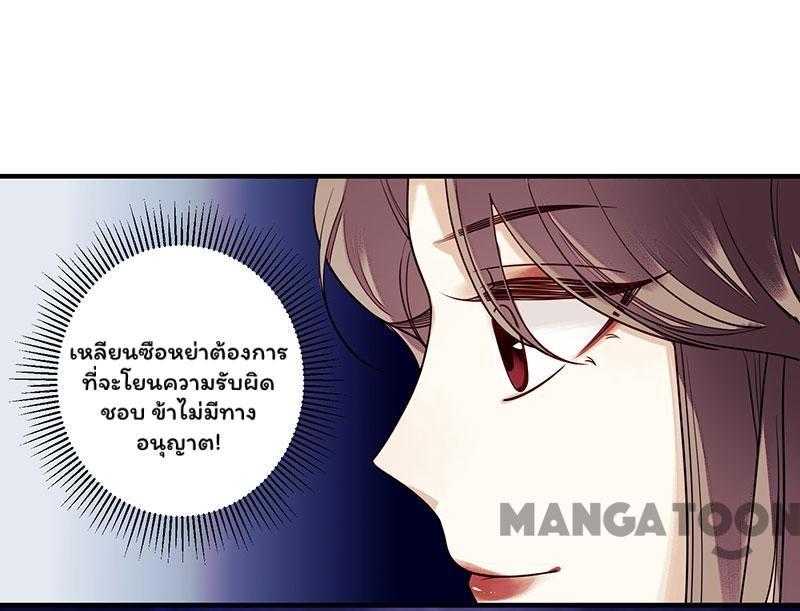 เหลียนซือหย่าต้องการ
ที่จะโยนความรับผิด
ชอบ ข้าไม่มีทาง
อนุญาต!
MANGATOON